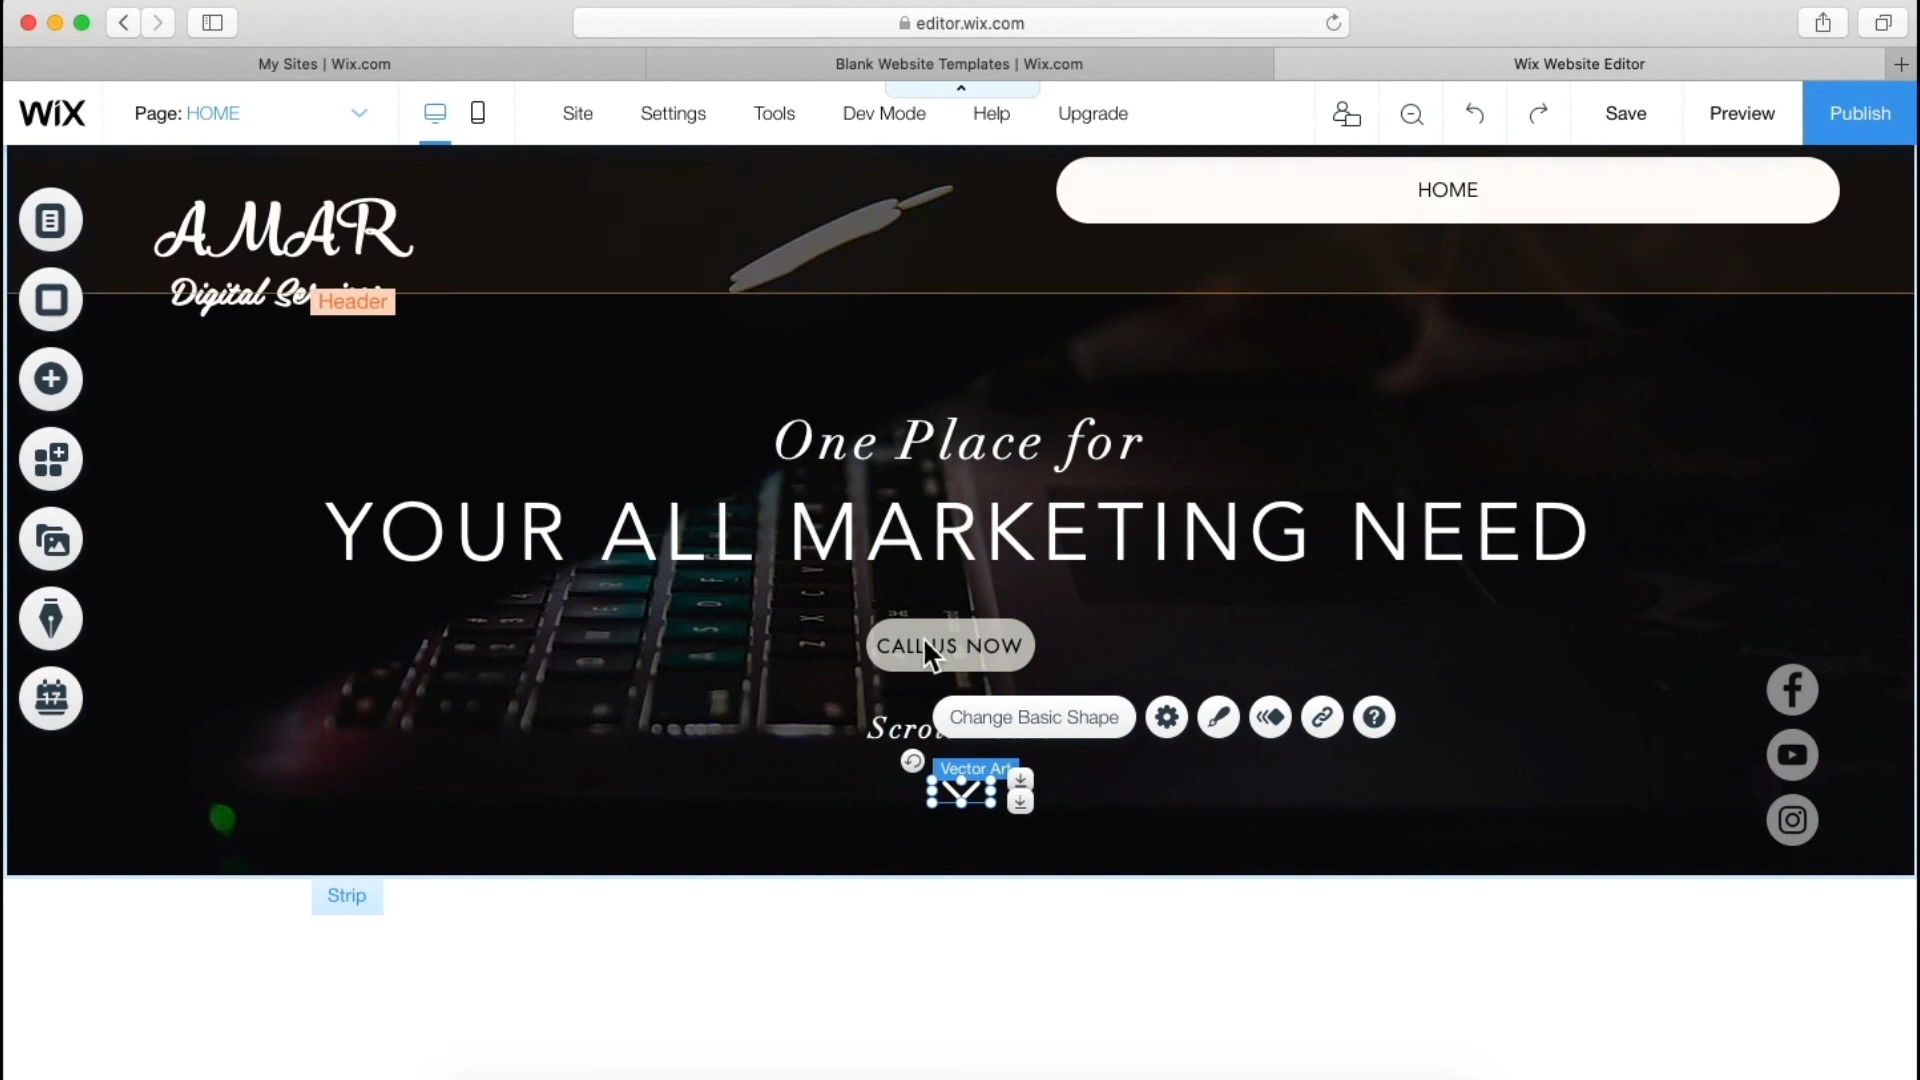 editor.wix.com
My Sites | Wix.com
Blank Website Templates | Wix.com
Wix Website Editor
WiX
Page: HOME
Site
Settings
Tools
Dev Mode
Help
Upgrade
Save
Preview
Publish
HOME
AMAR
Digital
Header
One Place for
YOUR ALL MARKETING NEED
CALL US NOW
Change Basic Shape
Vector Art
17
Strip